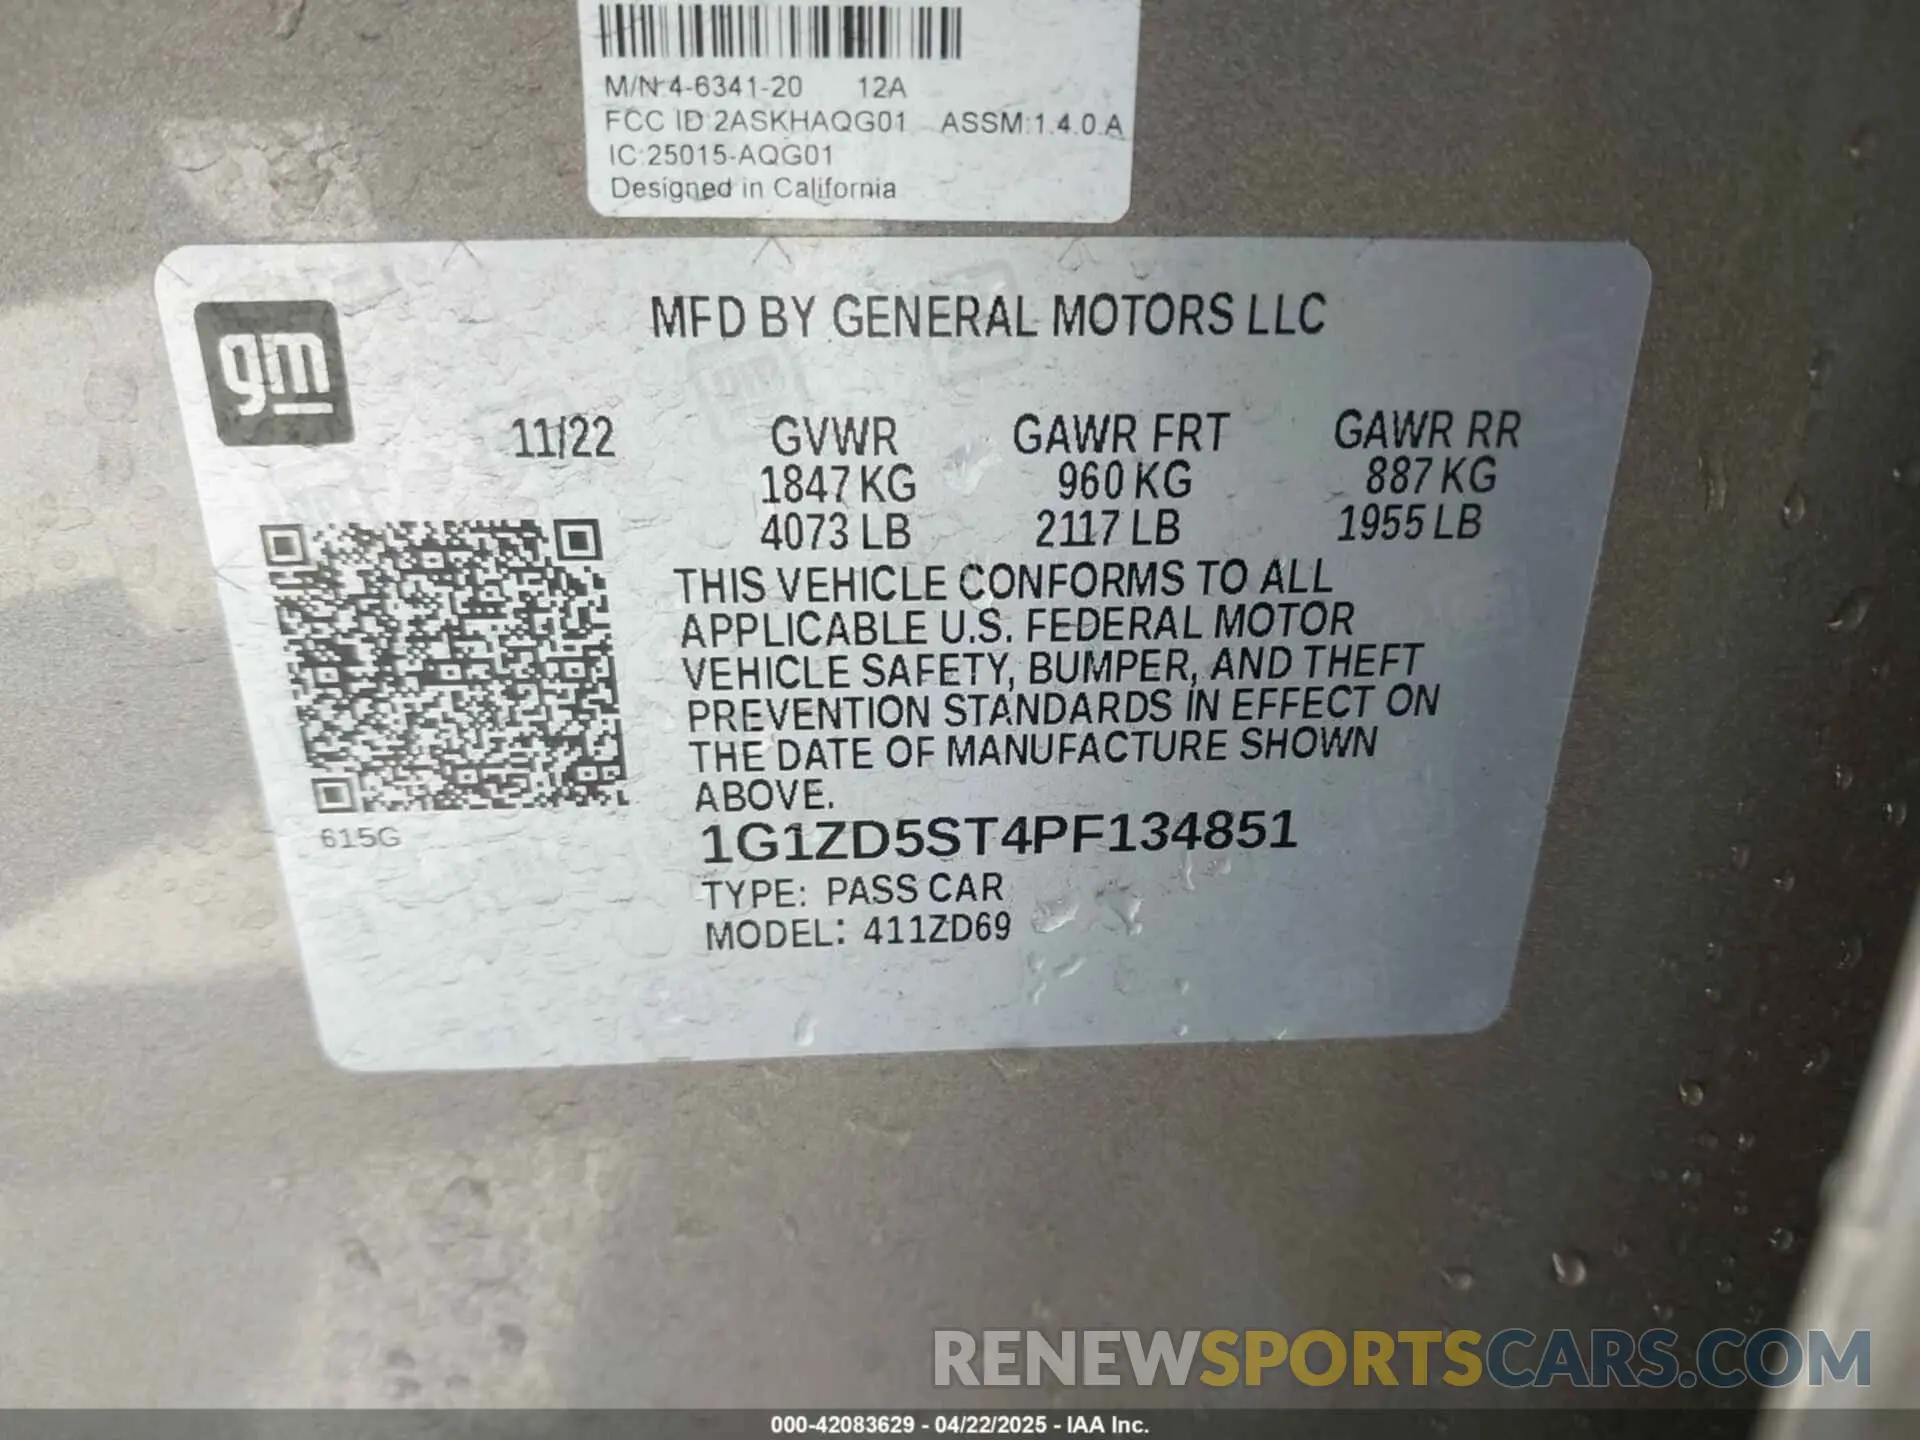 M/N:4-6341-20 12A
FCC ID:2ASKHAQG01 ASSM:1.4.0.A
IC:25015-AQG01
Designed in California
gm
MFD BY GENERAL MOTORS LLC
11/22 GVWR GAWR FRT GAWR RR
1847 KG 960 KG 887 KG
4073 LB 2117 LB 1955 LB
THIS VEHICLE CONFORMS TO ALL
APPLICABLE U.S. FEDERAL MOTOR
VEHICLE SAFETY, BUMPER, AND THEFT
PREVENTION STANDARDS IN EFFECT ON
THE DATE OF MANUFACTURE SHOWN
ABOVE.
615G
1G1ZD5ST4PF134851
TYPE: PASS CAR
MODEL: 411ZD69
RENEWSPORTSCARS.COM
000-42083629 - 04/22/2025 - IAA Inc.